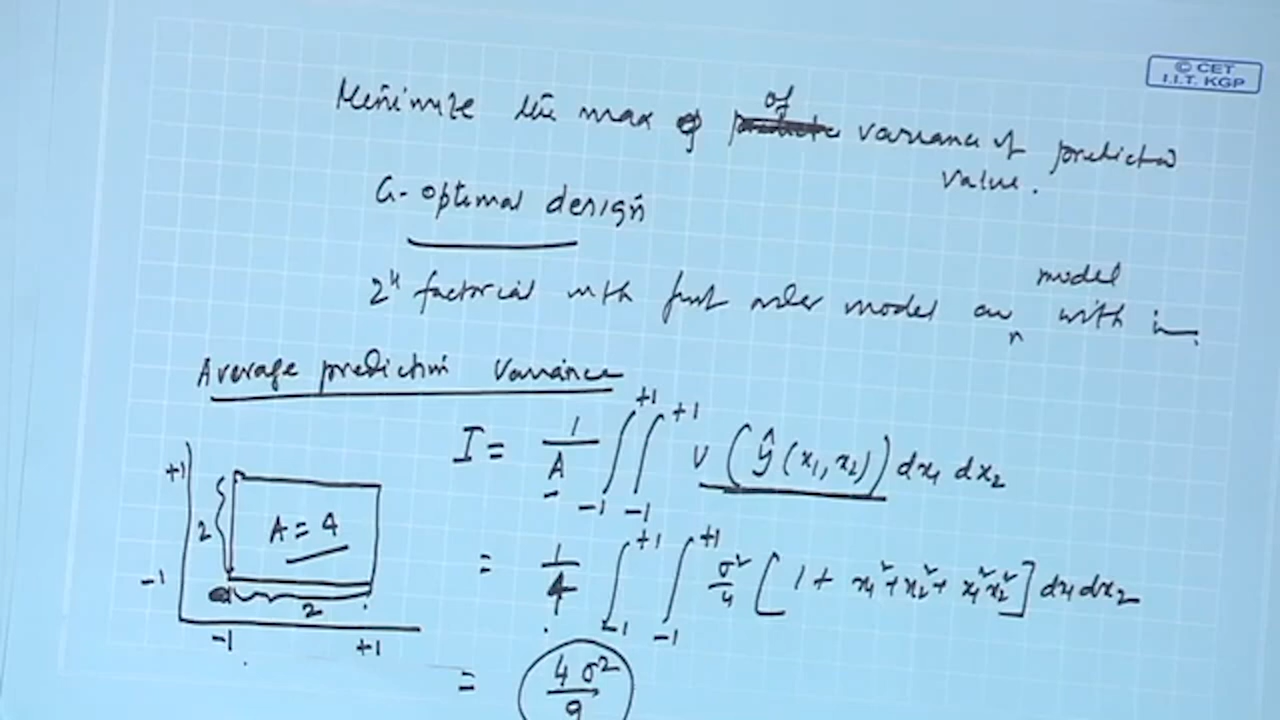 © CET
I.I.T. KGP
Minimize the max of of variance of predicted
value.
G-optimal design
model
2^k factorial with first order model or with in
Average prediction variance
I = 1/A ∫_{-1}^{+1} ∫_{-1}^{+1} V(ŷ(x₁, x₂)) dx₁ dx₂
+1
2
A = 4
-1
2
-1 +1
= 1/4 ∫_{-1}^{+1} ∫_{-1}^{+1} σ²/4 [1 + x₁² + x₂² + x₁²x₂²] dx₁ dx₂
= 4σ²/9